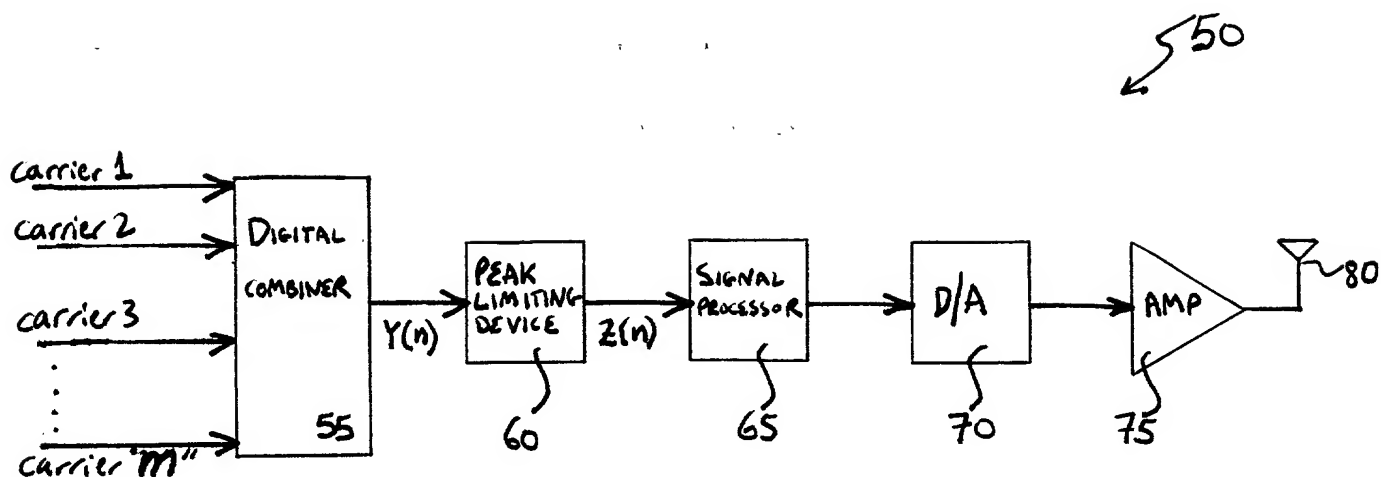 50
carrier 1
carrier 2
carrier 3
carrier "m"
DIGITAL
COMBINER
55
Y(n)
PEAK
LIMITING
DEVICE
60
Z(n)
SIGNAL
PROCESSOR
65
D/A
70
AMP
75
80